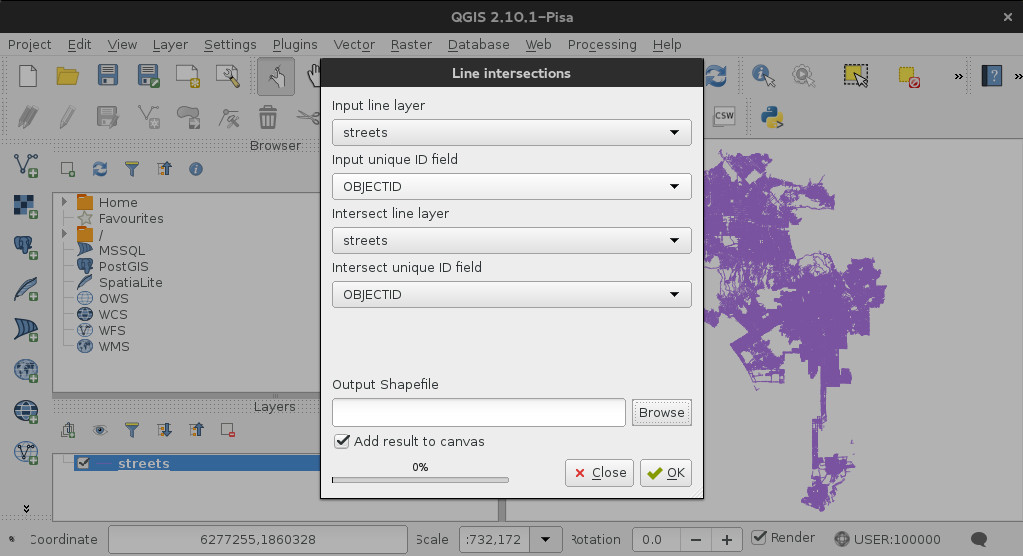 QGIS 2.10.1-Pisa
Project Edit View Layer Settings Plugins Vector Raster Database Web Processing Help
Line intersections
Input line layer
streets
Input unique ID field
OBJECTID
Intersect line layer
streets
Intersect unique ID field
OBJECTID
Output Shapefile
Browse
Add result to canvas
0%
Close
OK
CSW
Browser
Home
Favourites
/
MSSQL
PostGIS
SpatiaLite
OWS
WCS
WFS
WMS
Layers
streets
Coordinate 6277255,1860328 Scale :732,172 Rotation 0.0 Render USER:100000